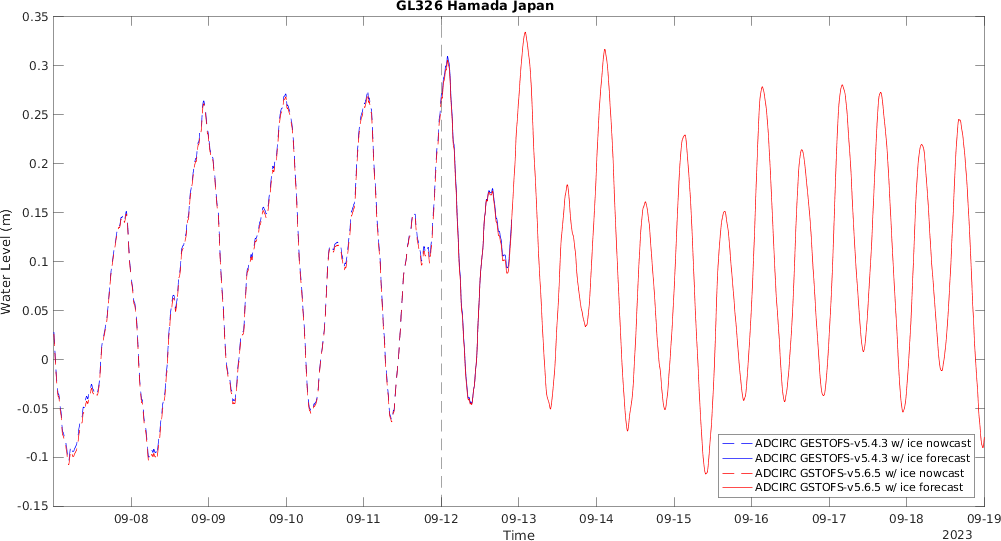 GL326 Hamada Japan
0.35
0.3
0.25
0.2
0.15
0.1
0.05
0
-0.05
-0.1
-0.15
Water Level (m)
ADCIRC GESTOFS-v5.4.3 w/ ice nowcast
ADCIRC GESTOFS-v5.4.3 w/ ice forecast
ADCIRC GSTOFS-v5.6.5 w/ ice nowcast
ADCIRC GSTOFS-v5.6.5 w/ ice forecast
09-08 09-09 09-10 09-11 09-12 09-13 09-14 09-15 09-16 09-17 09-18 09-19
Time
2023